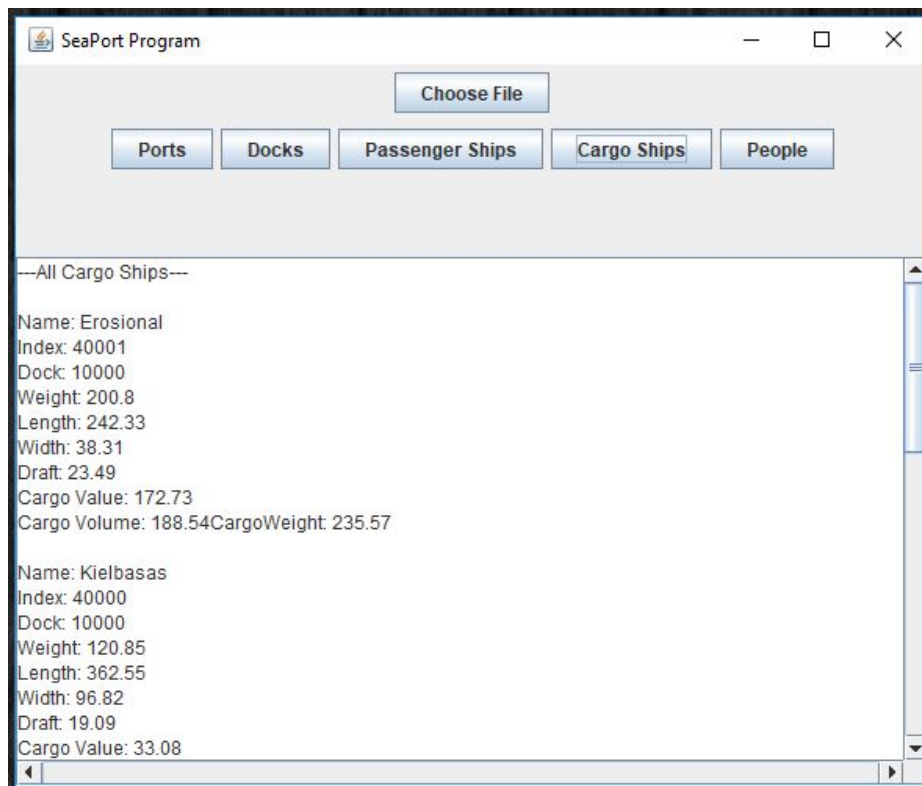 SeaPort Program
Choose File
Ports Docks Passenger Ships Cargo Ships People
---All Cargo Ships---
Name: Erosional
Index: 40001
Dock: 10000
Weight: 200.8
Length: 242.33
Width: 38.31
Draft: 23.49
Cargo Value: 172.73
Cargo Volume: 188.54CargoWeight: 235.57
Name: Kielbasas
Index: 40000
Dock: 10000
Weight: 120.85
Length: 362.55
Width: 96.82
Draft: 19.09
Cargo Value: 33.08